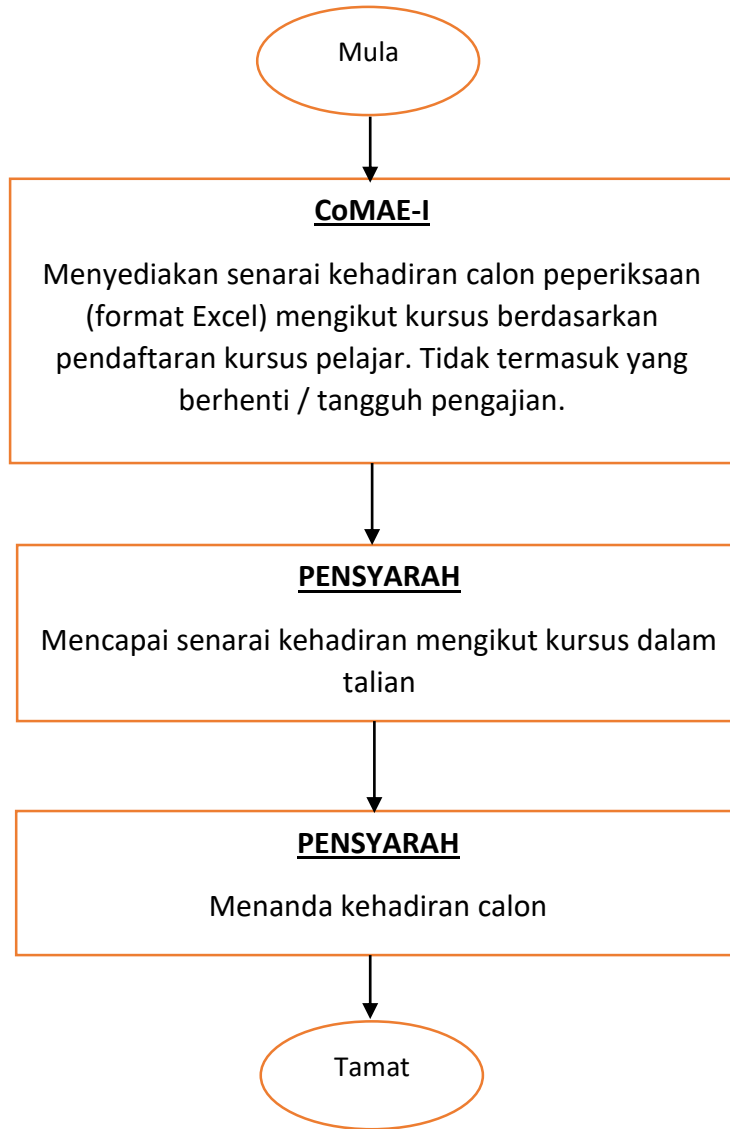 Mula
CoMAE-I
Menyediakan senarai kehadiran calon peperiksaan
(format Excel) mengikut kursus berdasarkan
pendaftaran kursus pelajar. Tidak termasuk yang
berhenti / tangguh pengajian.
PENSYARAH
Mencapai senarai kehadiran mengikut kursus dalam
talian
PENSYARAH
Menanda kehadiran calon
Tamat